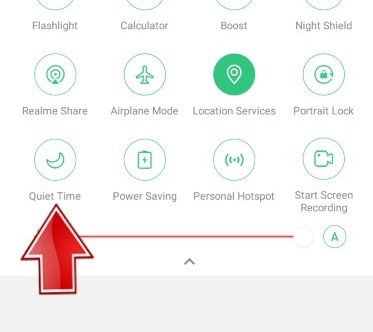 Flashlight Calculator Boost Night Shield
Realme Share Airplane Mode Location Services Portrait Lock
Quiet Time Power Saving Personal Hotspot Start Screen
Recording
A